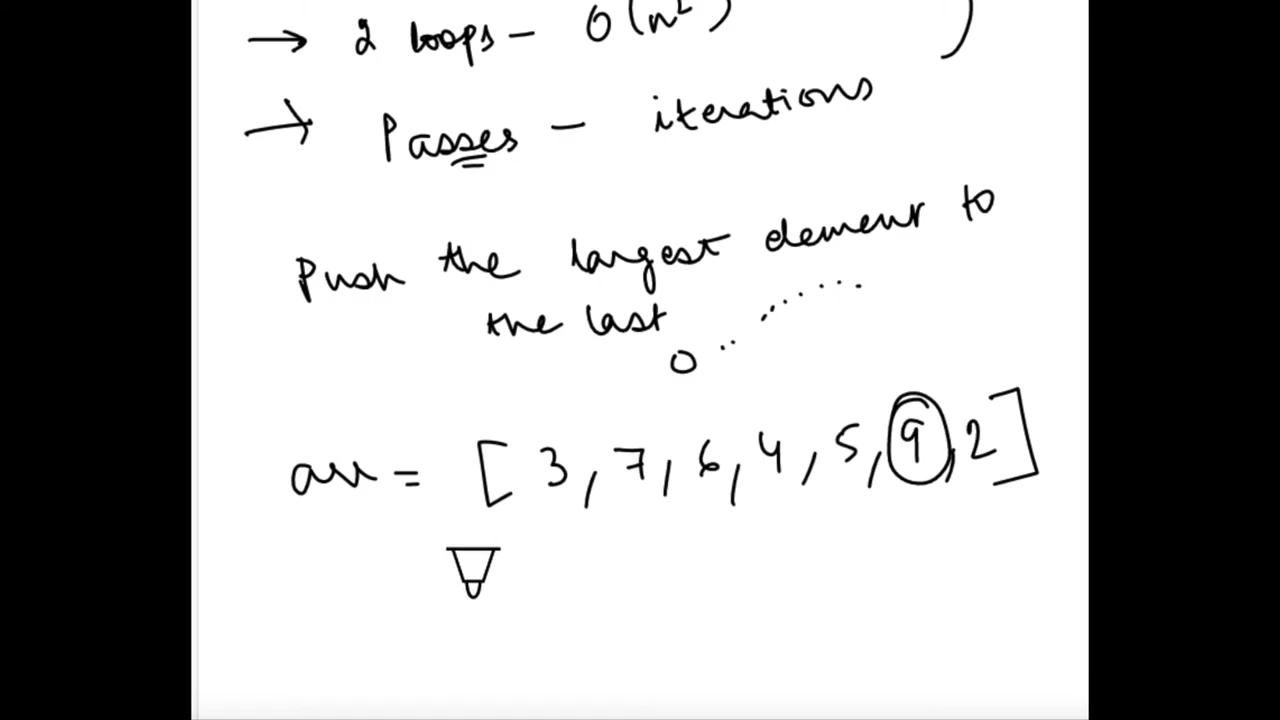 → 2 loops - O(n²) )
→ Passes - iterations
Push the largest element to
the last
arr = [3, 7, 6, 4, 5, 9, 2]